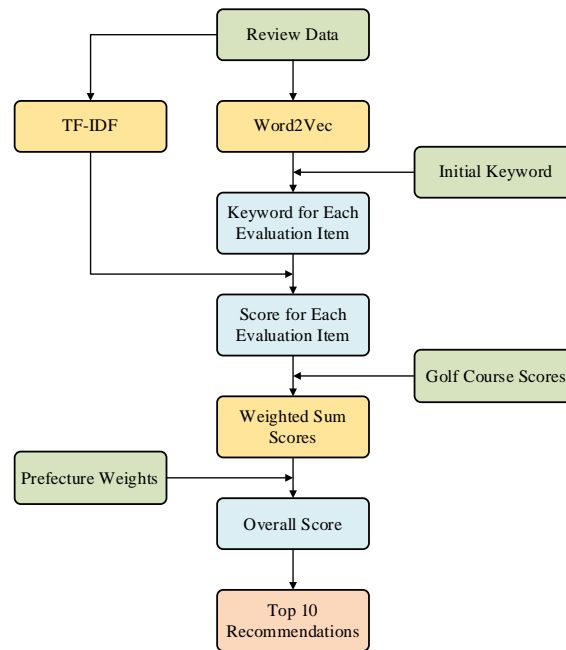 Review Data
TF-IDF
Word2Vec
Initial Keyword
Keyword for Each
Evaluation Item
Score for Each
Evaluation Item
Golf Course Scores
Weighted Sum
Scores
Prefecture Weights
Overall Score
Top 10
Recommendations